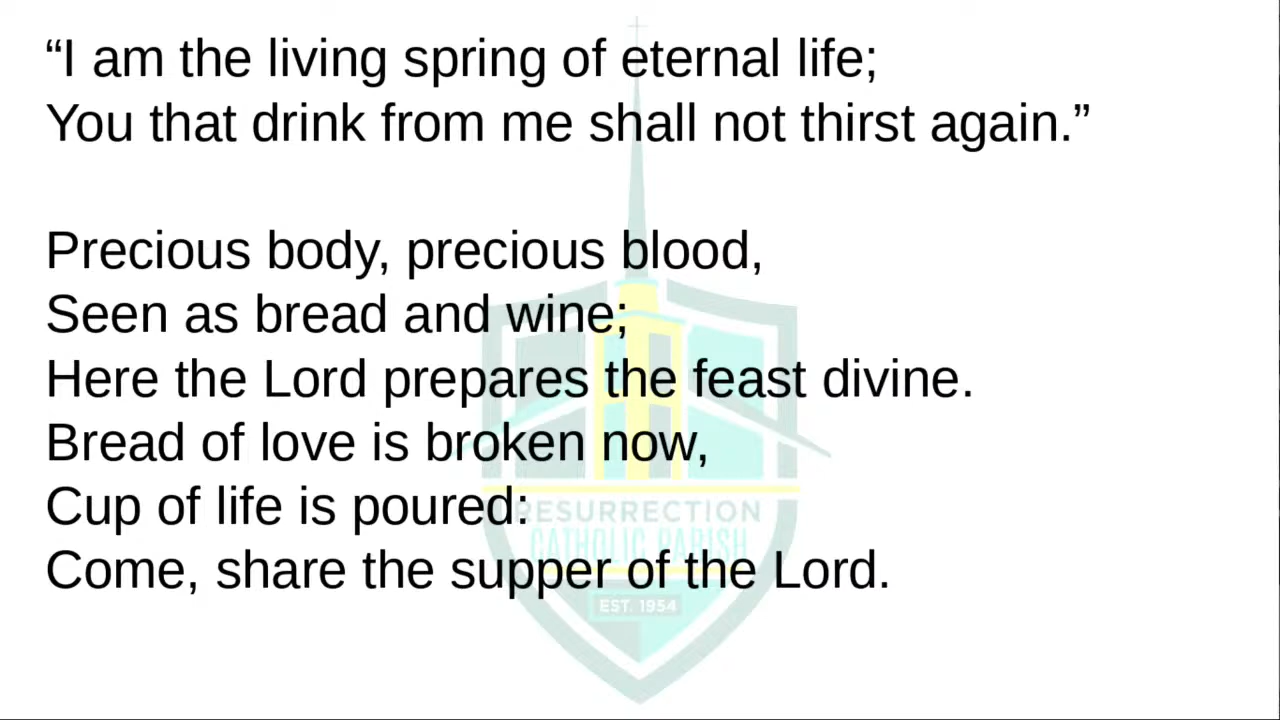 “I am the living spring of eternal life;
You that drink from me shall not thirst again.”
Precious body, precious blood,
Seen as bread and wine;
Here the Lord prepares the feast divine.
Bread of love is broken now,
Cup of life is poured:
Come, share the supper of the Lord.
RESURRECTION
CATHOLIC PARISH
EST. 1954